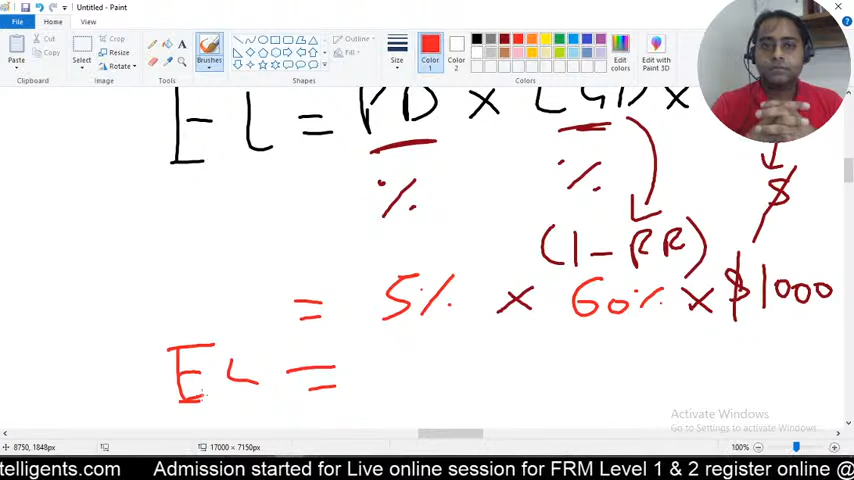 Untitled - Paint
File Home View
Paste Cut Copy Select Crop Resize Rotate Brushes Outline Fill Size Color 1 Color 2 Edit colors Edit with Paint 3D
Clipboard Image Tools Shapes Colors
EL = PD × LGD ×
% % $
(1 - RR)
= 5% × 60% × $1000
EL =
Activate Windows
Go to Settings to activate Windows.
8750, 1848px 17000 × 7150px 100%
telligents.com Admission started for Live online session for FRM Level 1 & 2 register online @